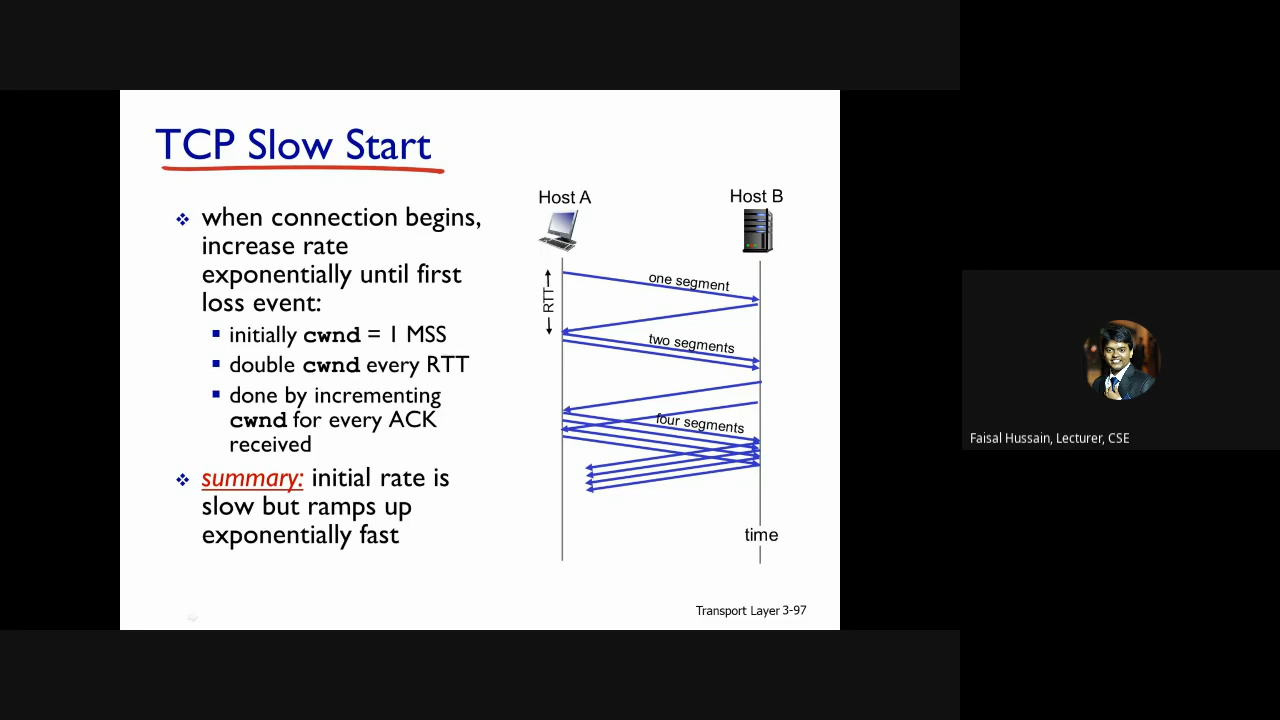 TCP Slow Start
when connection begins,
increase rate
exponentially until first
loss event:
initially cwnd = 1 MSS
double cwnd every RTT
done by incrementing
cwnd for every ACK
received
summary: initial rate is
slow but ramps up
exponentially fast
Host A
Host B
one segment
RTT
two segments
four segments
time
Transport Layer 3-97
Faisal Hussain, Lecturer, CSE